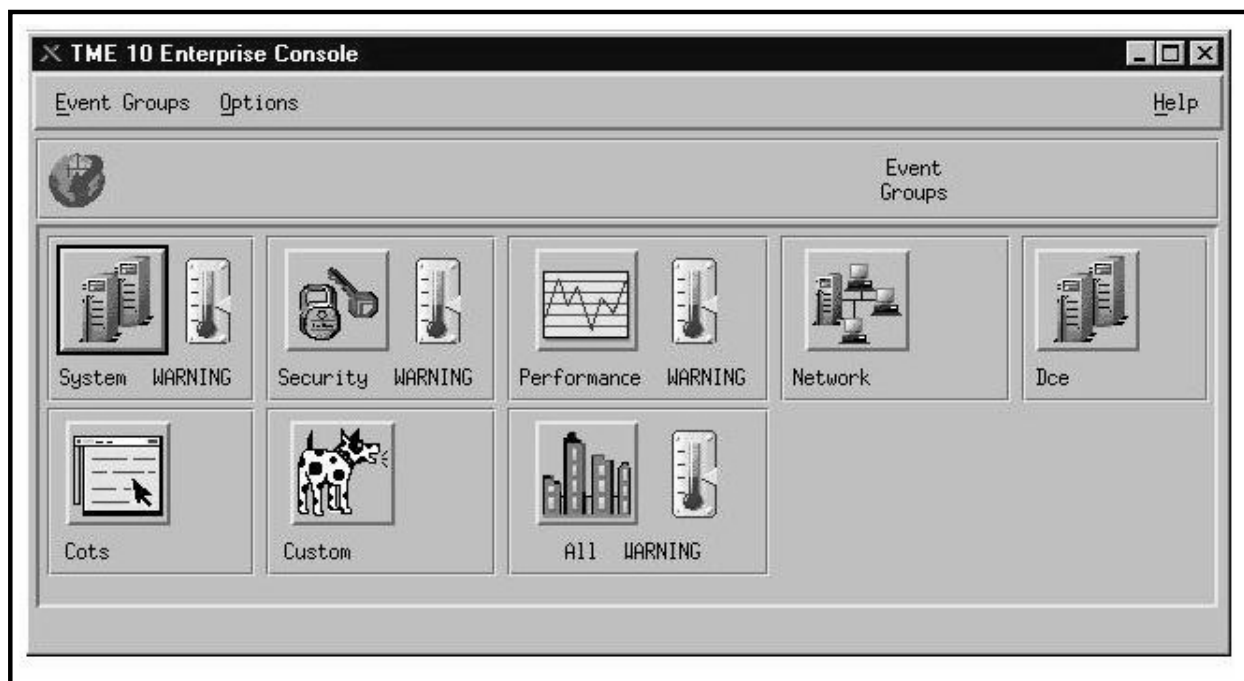 TME 10 Enterprise Console
Event Groups Options Help
Event
Groups
System WARNING Security WARNING Performance WARNING Network Dce
Cots Custom All WARNING